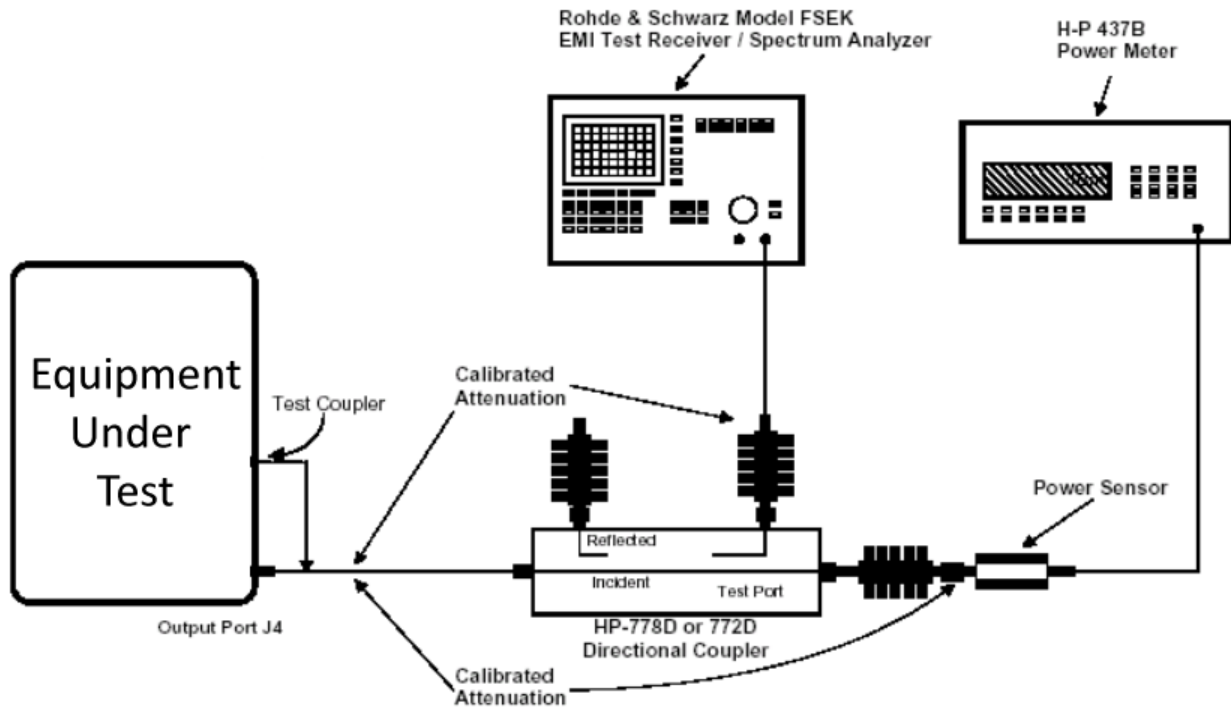 Rohde & Schwarz Model FSEK
EMI Test Receiver / Spectrum Analyzer
H-P 437B
Power Meter
Equipment
Under
Test
Test Coupler
Calibrated
Attenuation
Power Sensor
Reflected
Incident
Test Port
Output Port J4
HP-778D or 772D
Directional Coupler
Calibrated
Attenuation